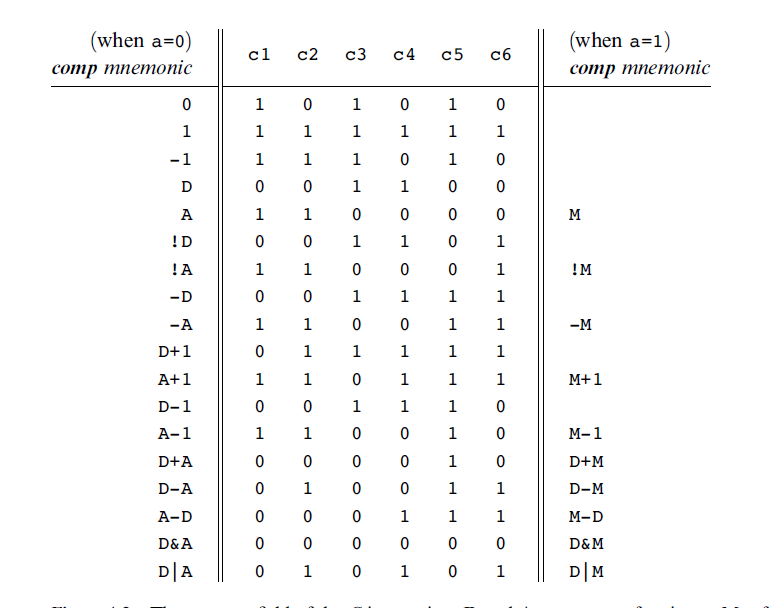 (when a=0) c1 c2 c3 c4 c5 c6 (when a=1)
comp mnemonic comp mnemonic
0 1 0 1 0 1 0
1 1 1 1 1 1 1
-1 1 1 1 0 1 0
D 0 0 1 1 0 0
A 1 1 0 0 0 0 M
!D 0 0 1 1 0 1
!A 1 1 0 0 0 1 !M
-D 0 0 1 1 1 1
-A 1 1 0 0 1 1 -M
D+1 0 1 1 1 1 1
A+1 1 1 0 1 1 1 M+1
D-1 0 0 1 1 1 0
A-1 1 1 0 0 1 0 M-1
D+A 0 0 0 0 1 0 D+M
D-A 0 1 0 0 1 1 D-M
A-D 0 0 0 1 1 1 M-D
D&A 0 0 0 0 0 0 D&M
D|A 0 1 0 1 0 1 D|M